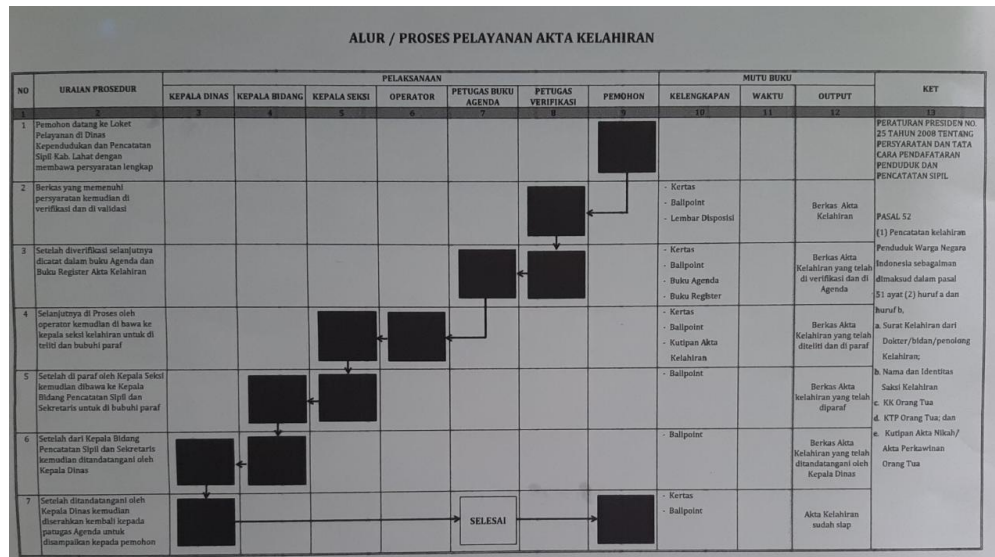 ALUR / PROSES PELAYANAN AKTA KELAHIRAN
NO
URAIAN PROSEDUR
PELAKSANAAN
KEPALA DINAS
KEPALA BIDANG
KEPALA SEKSI
OPERATOR
PETUGAS BUKU
AGENDA
PETUGAS
VERIFIKASI
PEMOHON
MUTU BUKU
KELENGKAPAN
WAKTU
OUTPUT
KET
1 2 3 4 5 6 7 8 9 10 11 12 13
1 Pemohon datang ke Loket
Pelayanan di Dinas
Kependudukan dan Pencatatan
Sipil Kab. Lahat dengan
membawa persyaratan lengkap
2 Berkas yang memenuhi
persyaratan kemudian di
verifikasi dan di validasi
- Kertas
- Ballpoint
- Lembar Disposisi
Berkas Akta
Kelahiran
3 Setelah diverifikasi selanjutnya
dicatat dalam buku Agenda dan
Buku Register Akta Kelahiran
- Kertas
- Ballpoint
- Buku Agenda
- Buku Register
Berkas Akta
Kelahiran yang telah
di verifikasi dan di
Agenda
4 Selanjutnya di Proses oleh
operator kemudian di bawa ke
kepala seksi kelahiran untuk di
teliti dan bubuhi paraf
- Kertas
- Ballpoint
- Kutipan Akta
Kelahiran
Berkas Akta
Kelahiran yang telah
diteliti dan di paraf
5 Setelah di paraf oleh Kepala Seksi
kemudian dibawa ke Kepala
Bidang Pencatatan Sipil dan
Sekretaris untuk di bubuhi paraf
- Ballpoint
Berkas Akta
kelahiran yang telah
diparaf
6 Setelah dari Kepala Bidang
Pencatatan Sipil dan Sekretaris
kemudian ditandatangani oleh
Kepala Dinas
- Ballpoint
Berkas Akta
Kelahiran yang telah
ditandatangani oleh
Kepala Dinas
7 Setelah ditandatangani oleh
Kepala Dinas kemudian
diserahkan kembali kepada
patugas Agenda untuk
disampaikan kepada pemohon
SELESAI
- Kertas
- Ballpoint
Akta Kelahiran
sudah siap
PERATURAN PRESIDEN NO.
25 TAHUN 2008 TENTANG
PERSYARATAN DAN TATA
CARA PENDAFATARAN
PENDUDUK DAN
PENCATATAN SIPIL
PASAL 52
(1) Pencatatan kelahiran
Penduduk Warga Negara
Indonesia sebagaiman
dimaksud dalam pasal
51 ayat (2) huruf a dan
huruf b,
a. Surat Kelahiran dari
Dokter/bidan/penolong
Kelahiran;
b. Nama dan Identitas
Saksi Kelahiran
c. KK Orang Tua
d. KTP Orang Tua; dan
e. Kutipan Akta Nikah/
Akta Perkawinan
Orang Tua